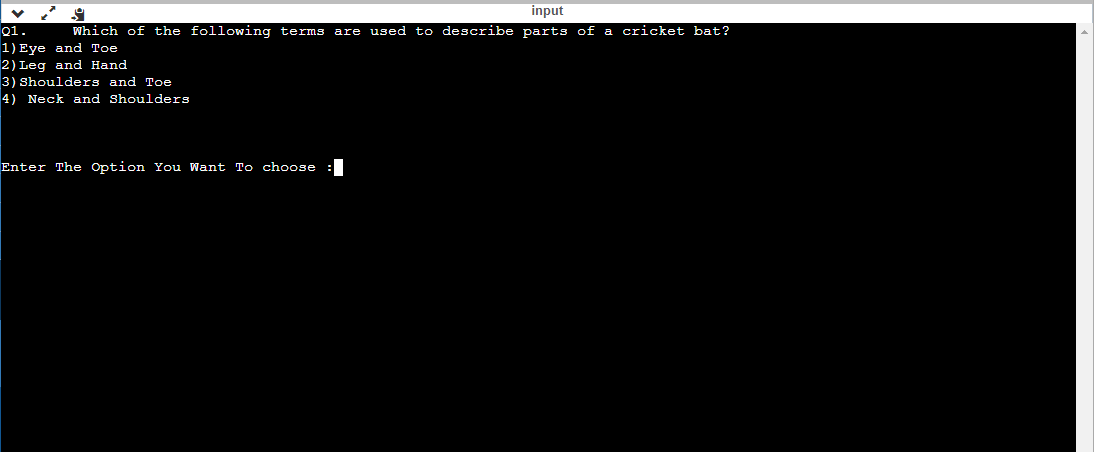 input
Q1.     Which of the following terms are used to describe parts of a cricket bat?
1)Eye and Toe
2)Leg and Hand
3)Shoulders and Toe
4) Neck and Shoulders
Enter The Option You Want To choose :